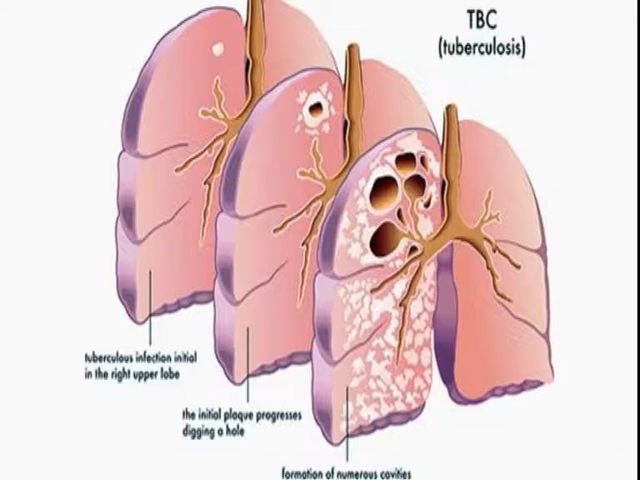 TBC
(tuberculosis)
tuberculous infection initial
in the right upper lobe
the initial plaque progresses
digging a hole
formation of numerous cavities